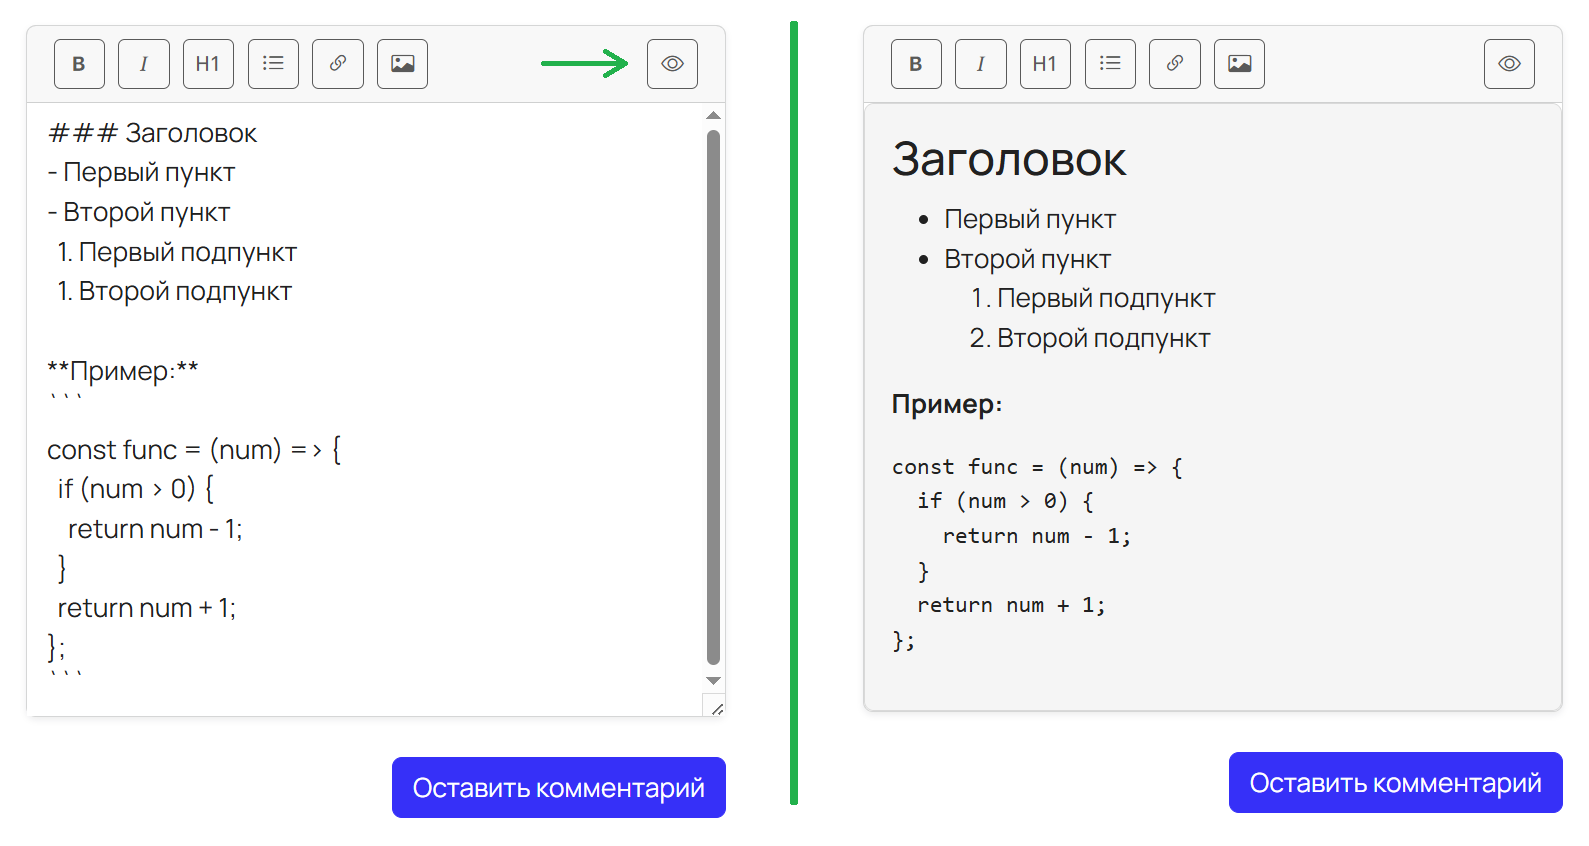 B I H1
### Заголовок
- Первый пункт
- Второй пункт
  1. Первый подпункт
  1. Второй подпункт

**Пример:**
```
const func = (num) => {
  if (num > 0) {
    return num - 1;
  }
  return num + 1;
};
```
Оставить комментарий
B I H1
Заголовок
• Первый пункт
• Второй пункт
  1. Первый подпункт
  2. Второй подпункт
Пример:
const func = (num) => {
  if (num > 0) {
    return num - 1;
  }
  return num + 1;
};
Оставить комментарий